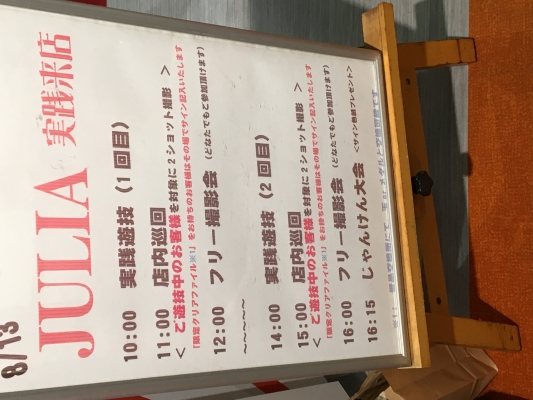 8/13
JULIA 実践来店
10:00 実践遊技（1回目）
11:00 店内巡回
＜ご遊技中のお客様を対象に2ショット撮影＞
「限定クリアファイル※1」をお持ちのお客様はその場でサイン記入いたします
12:00 フリー撮影会（どなたでもご参加頂けます）
～～～～～
14:00 実践遊技（2回目）
15:00 店内巡回
＜ご遊技中のお客様を対象に2ショット撮影＞
「限定クリアファイル※1」をお持ちのお客様はその場でサイン記入いたします
16:00 フリー撮影会（どなたでもご参加頂けます）
16:15 じゃんけん大会＜サイン色紙プレゼント＞